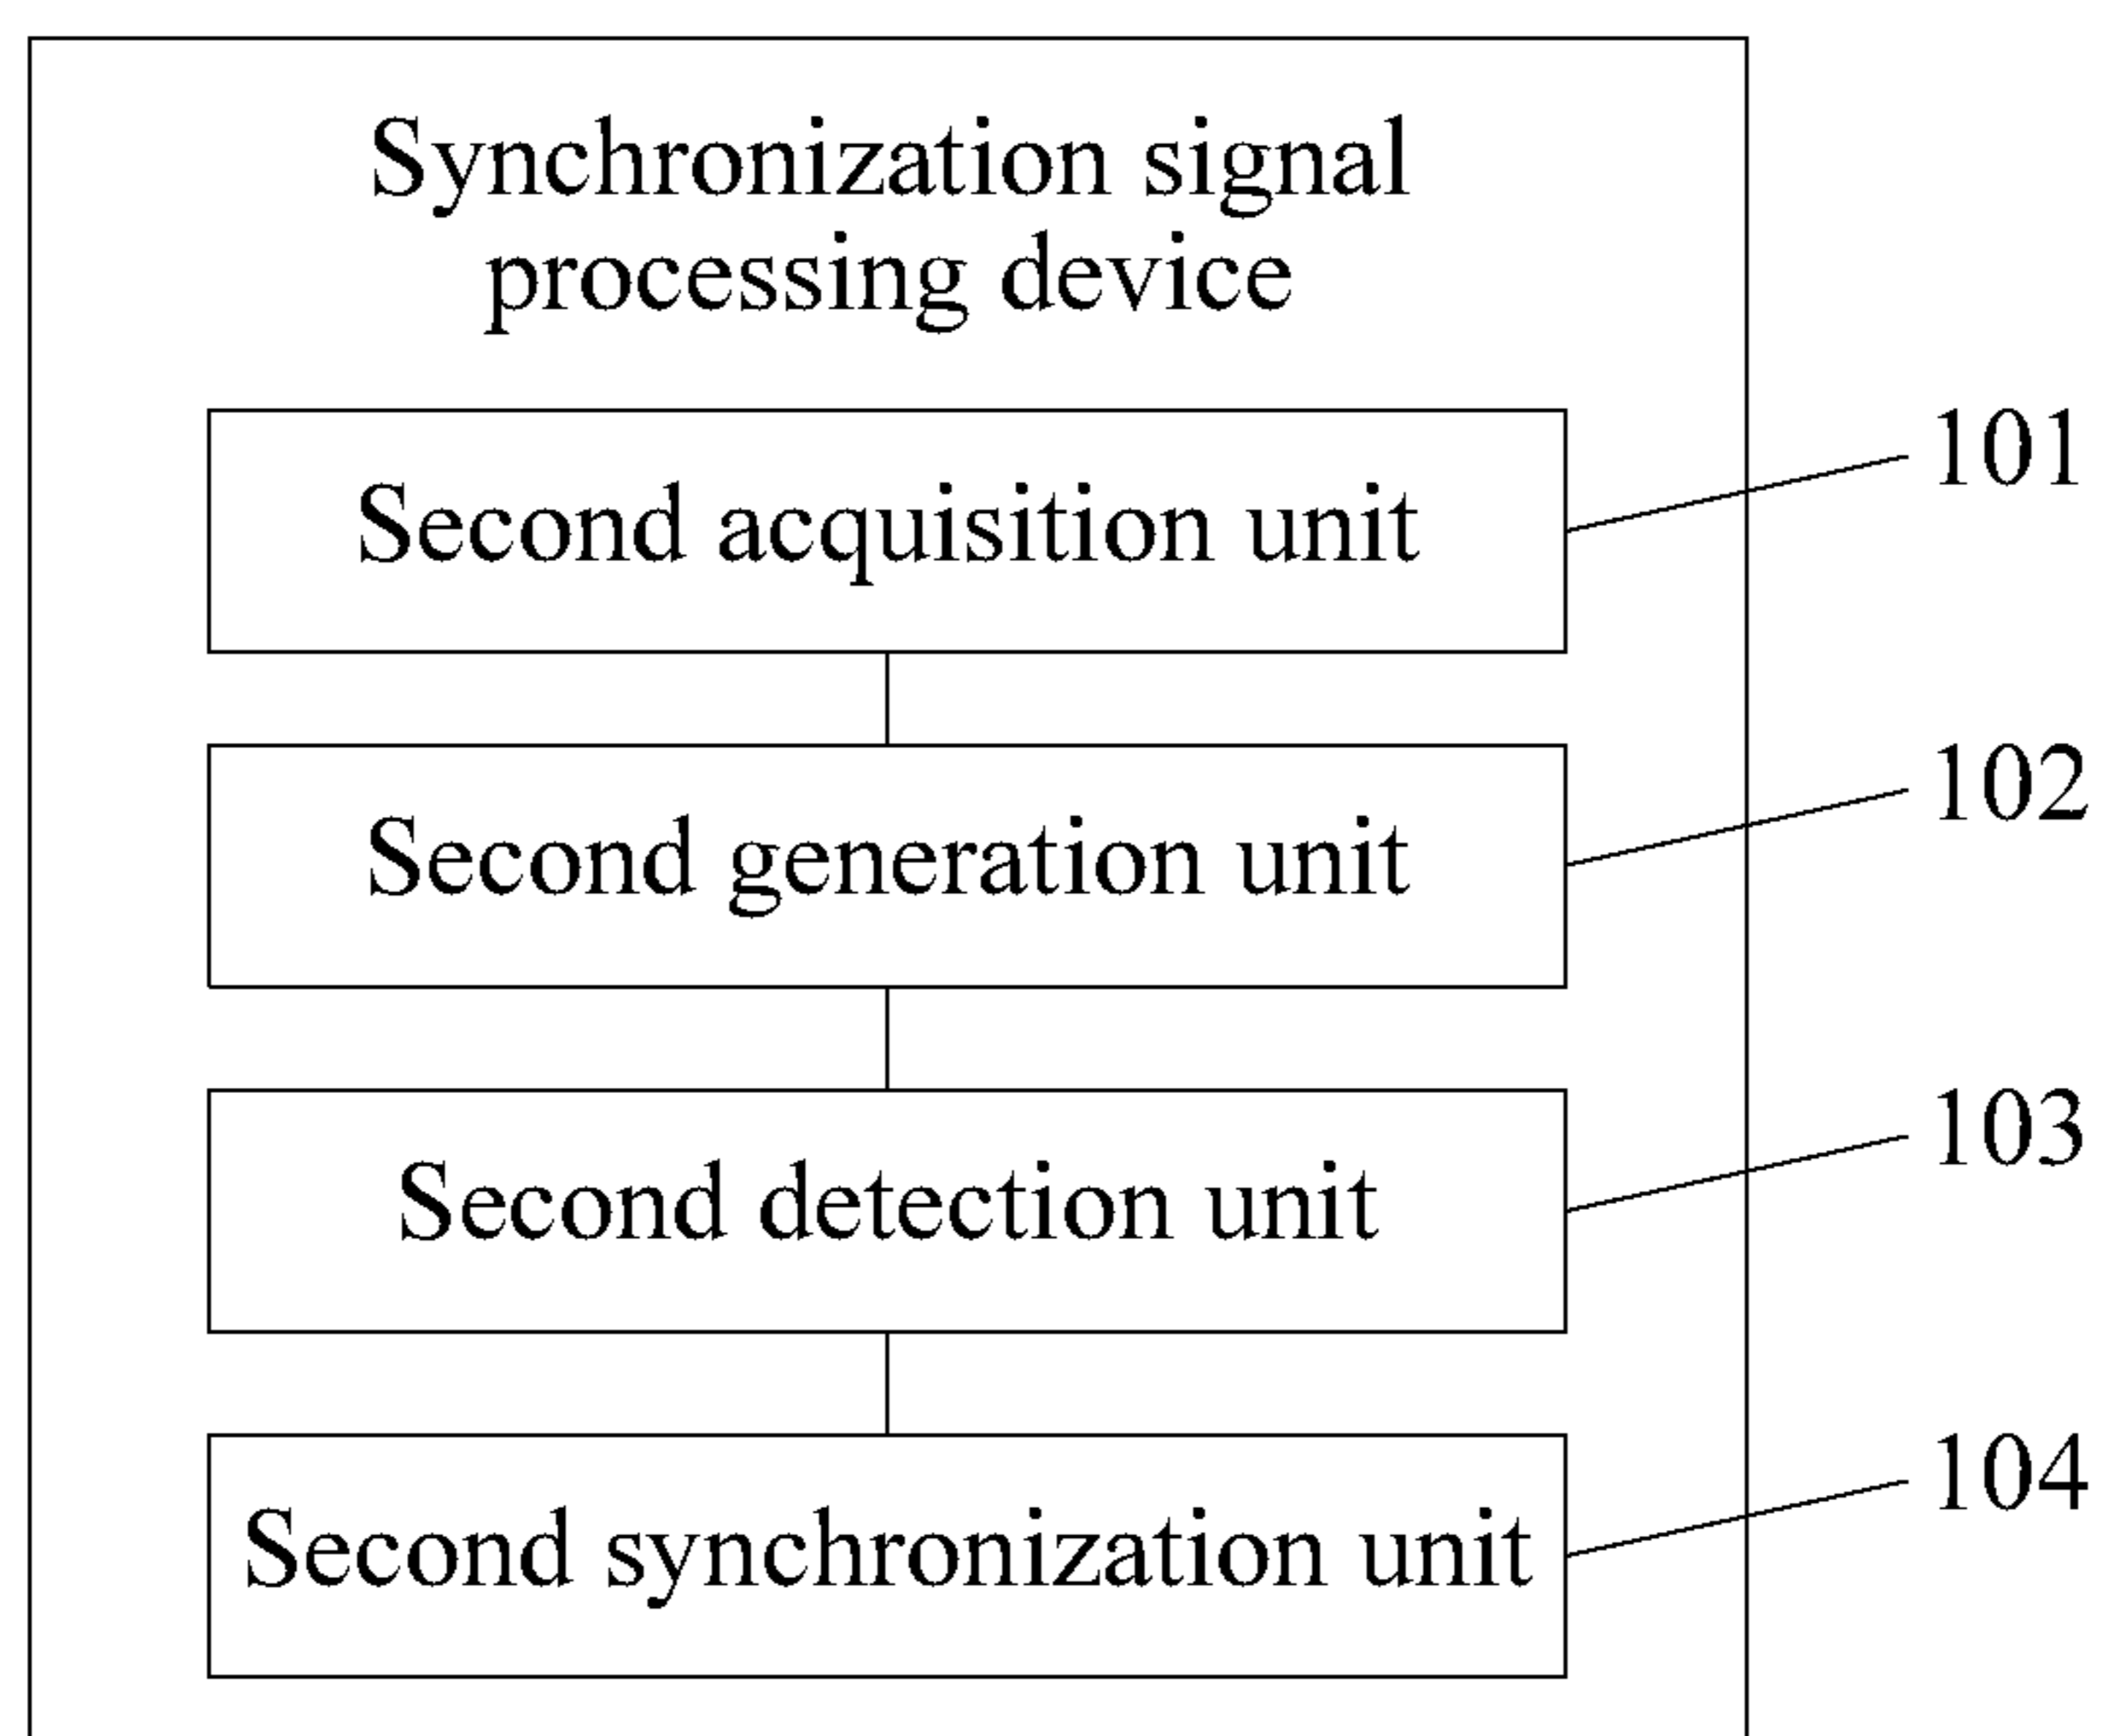 Synchronization signal
processing device
Second acquisition unit
101
Second generation unit
102
Second detection unit
103
Second synchronization unit
104